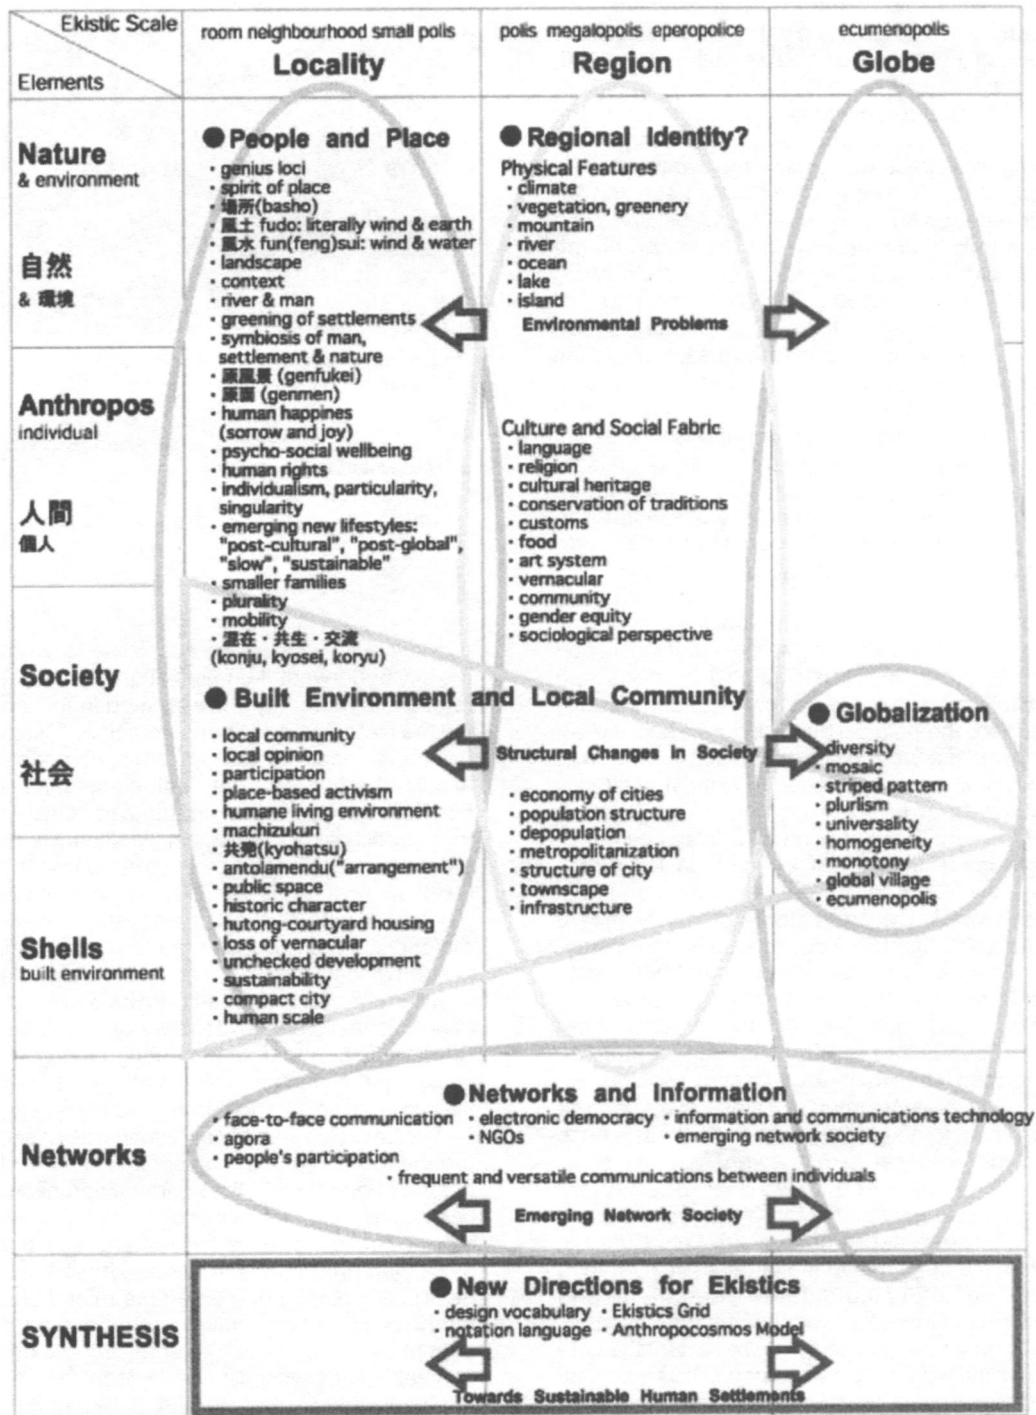 Ekistic Scale
Elements
room neighbourhood small polis
Locality
polis megalopolis eperopolice
Region
ecumenopolis
Globe
Nature
& environment
自然
& 環境
● People and Place
・genius loci
・spirit of place
・場所(basho)
・風土 fudo: literally wind & earth
・風水 fun(feng)sui: wind & water
・landscape
・context
・river & man
・greening of settlements
・symbiosis of man,
settlement & nature
・原風景 (genfukei)
・原面 (genmen)
・human happines
(sorrow and joy)
・psycho-social wellbeing
・human rights
・individualism, particularity,
singularity
・emerging new lifestyles:
"post-cultural", "post-global",
"slow", "sustainable"
・smaller families
・plurality
・mobility
・混在・共生・交流
(konju, kyosei, koryu)
● Regional Identity?
Physical Features
・climate
・vegetation, greenery
・mountain
・river
・ocean
・lake
・island
Environmental Problems
Anthropos
individual
人間
個人
Culture and Social Fabric
・language
・religion
・cultural heritage
・conservation of traditions
・customs
・food
・art system
・vernacular
・community
・gender equity
・sociological perspective
Society
社会
● Built Environment and Local Community
・local community
・local opinion
・participation
・place-based activism
・humane living environment
・machizukuri
・共発(kyohatsu)
・antolamendu("arrangement")
・public space
・historic character
・hutong-courtyard housing
・loss of vernacular
・unchecked development
・sustainability
・compact city
・human scale
Structural Changes in Society
・economy of cities
・population structure
・depopulation
・metropolitanization
・structure of city
・townscape
・infrastructure
● Globalization
・diversity
・mosaic
・striped pattern
・plurlism
・universality
・homogeneity
・monotony
・global village
・ecumenopolis
Shells
built environment
Networks
● Networks and Information
・face-to-face communication
・agora
・people's participation
・electronic democracy
・NGOs
・information and communications technology
・emerging network society
・frequent and versatile communications between individuals
Emerging Network Society
SYNTHESIS
● New Directions for Ekistics
・design vocabulary ・Ekistics Grid
・notation language ・Anthropocosmos Model
Towards Sustainable Human Settlements